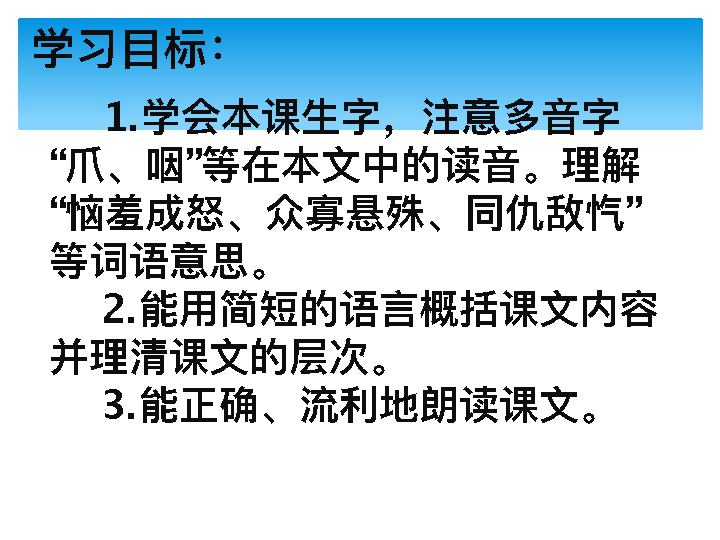 学习目标：
1.学会本课生字，注意多音字
“爪、咽”等在本文中的读音。理解
“恼羞成怒、众寡悬殊、同仇敌忾”
等词语意思。
2.能用简短的语言概括课文内容
并理清课文的层次。
3.能正确、流利地朗读课文。